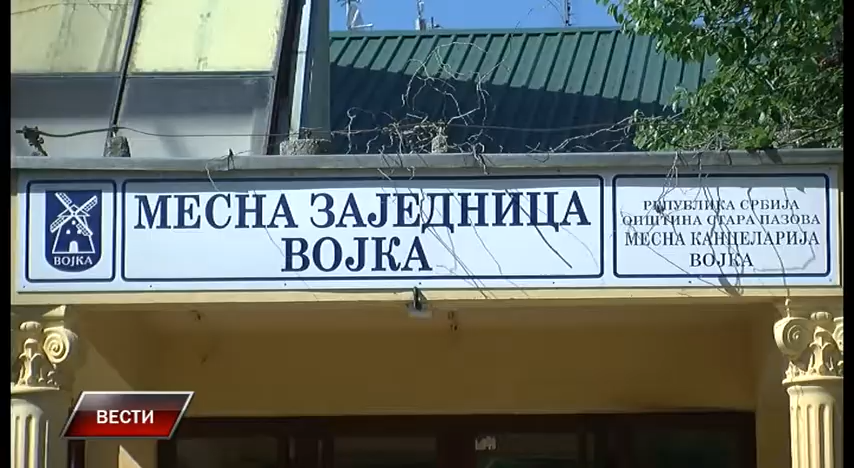 ВОЈКА
МЕСНА ЗАЈЕДНИЦА
ВОЈКА
РЕПУБЛИКА СРБИЈА
ОПШТИНА СТАРА ПАЗОВА
МЕСНА КАНЦЕЛАРИЈА
ВОЈКА
ВЕСТИ